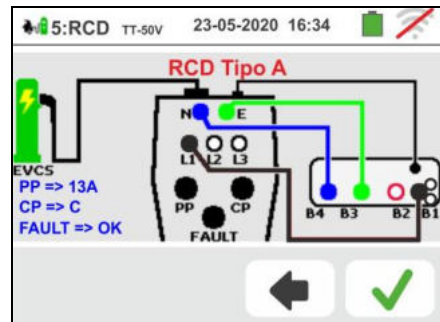 5:RCD TT-50V 23-05-2020 16:34
RCD Tipo A
N E
L1 L2 L3
EVCS
PP => 13A
CP => C
FAULT => OK
PP CP
FAULT
B4 B3 B2 B1